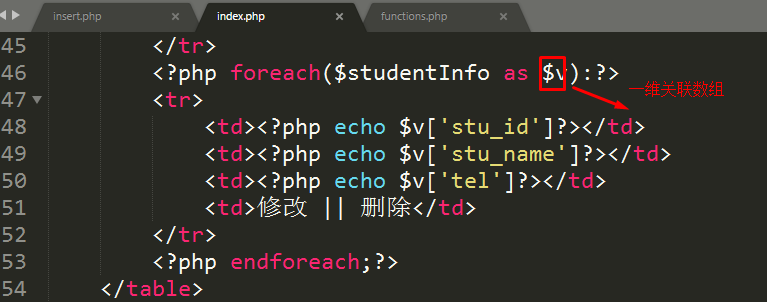 insert.php × index.php × functions.php ×
45 </tr>
46 <?php foreach($studentInfo as $v):?>
一维关联数组
47 <tr>
48 <td><?php echo $v['stu_id']?></td>
49 <td><?php echo $v['stu_name']?></td>
50 <td><?php echo $v['tel']?></td>
51 <td>修改 || 删除</td>
52 </tr>
53 <?php endforeach;?>
54 </table>